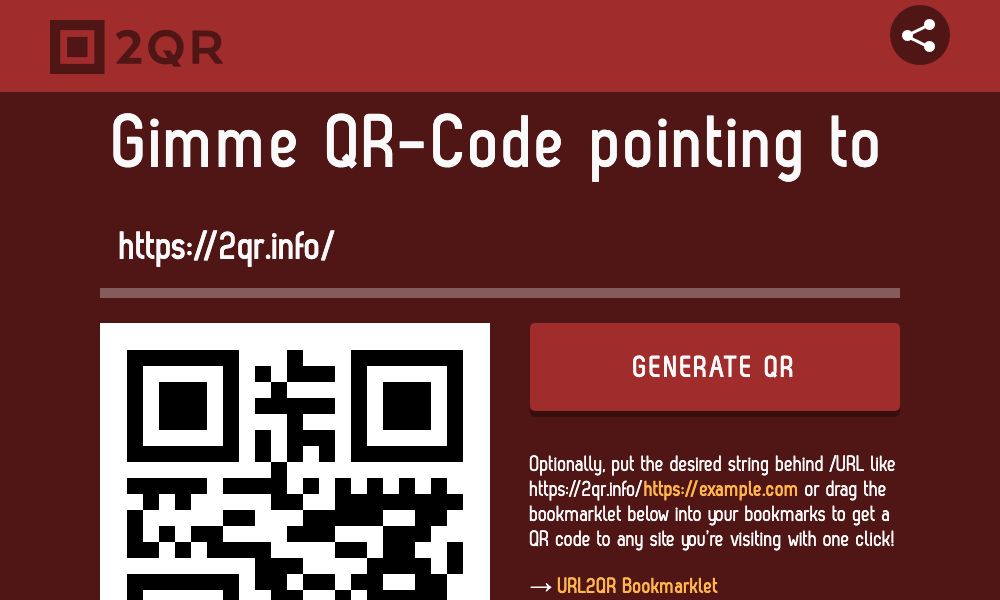 2QR
Gimme QR-Code pointing to
https://2qr.info/
GENERATE QR
Optionally, put the desired string behind /URL like
https://2qr.info/https://example.com or drag the
bookmarklet below into your bookmarks to get a
QR code to any site you're visiting with one click!
→ URL2QR Bookmarklet